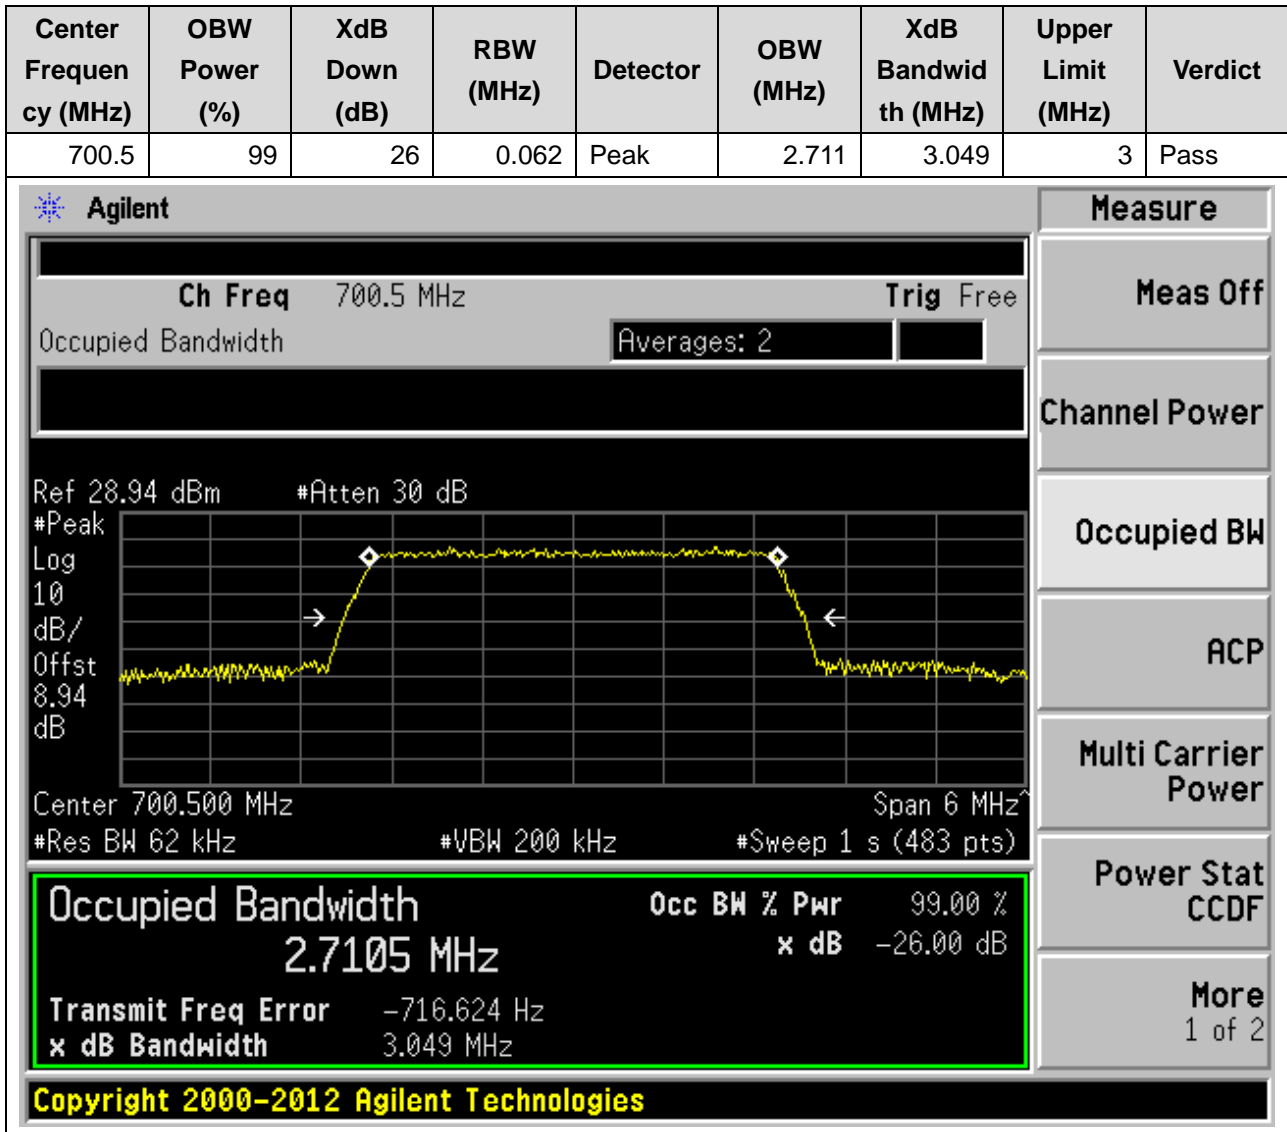 Center Frequen cy (MHz) OBW Power (%) XdB Down (dB) RBW (MHz) Detector OBW (MHz) XdB Bandwid th (MHz) Upper Limit (MHz) Verdict
700.5 99 26 0.062 Peak 2.711 3.049 3 Pass
Agilent
Measure
Ch Freq 700.5 MHz Trig Free
Occupied Bandwidth Averages: 2
Ref 28.94 dBm #Atten 30 dB
#Peak
Log
10
dB/
Offst
8.94
dB
Center 700.500 MHz Span 6 MHz^
#Res BW 62 kHz #VBW 200 kHz #Sweep 1 s (483 pts)
Occupied Bandwidth Occ BW % Pwr 99.00 %
2.7105 MHz x dB -26.00 dB
Transmit Freq Error -716.624 Hz
x dB Bandwidth 3.049 MHz
Meas Off
Channel Power
Occupied BW
ACP
Multi Carrier
Power
Power Stat
CCDF
More
1 of 2
Copyright 2000-2012 Agilent Technologies